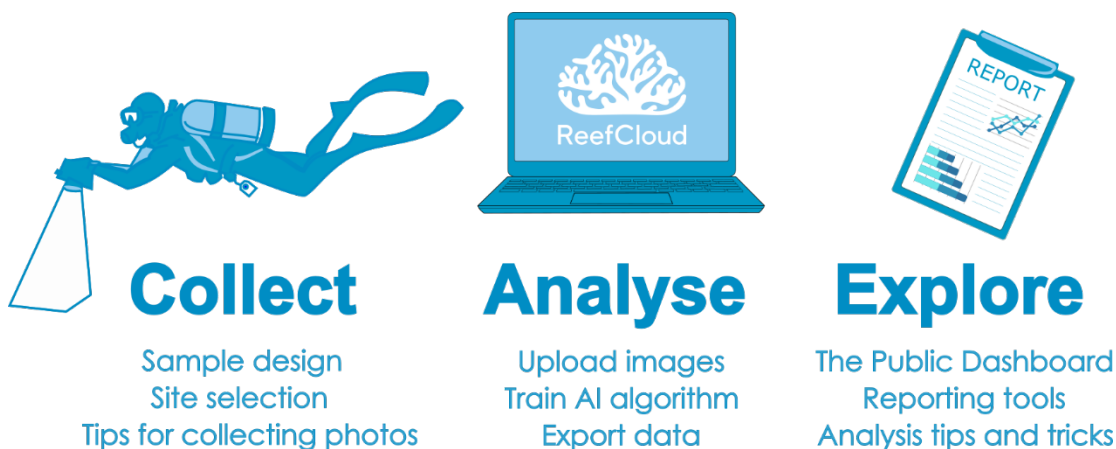 ReefCloud
REPORT
Collect
Sample design
Site selection
Tips for collecting photos
Analyse
Upload images
Train AI algorithm
Export data
Explore
The Public Dashboard
Reporting tools
Analysis tips and tricks